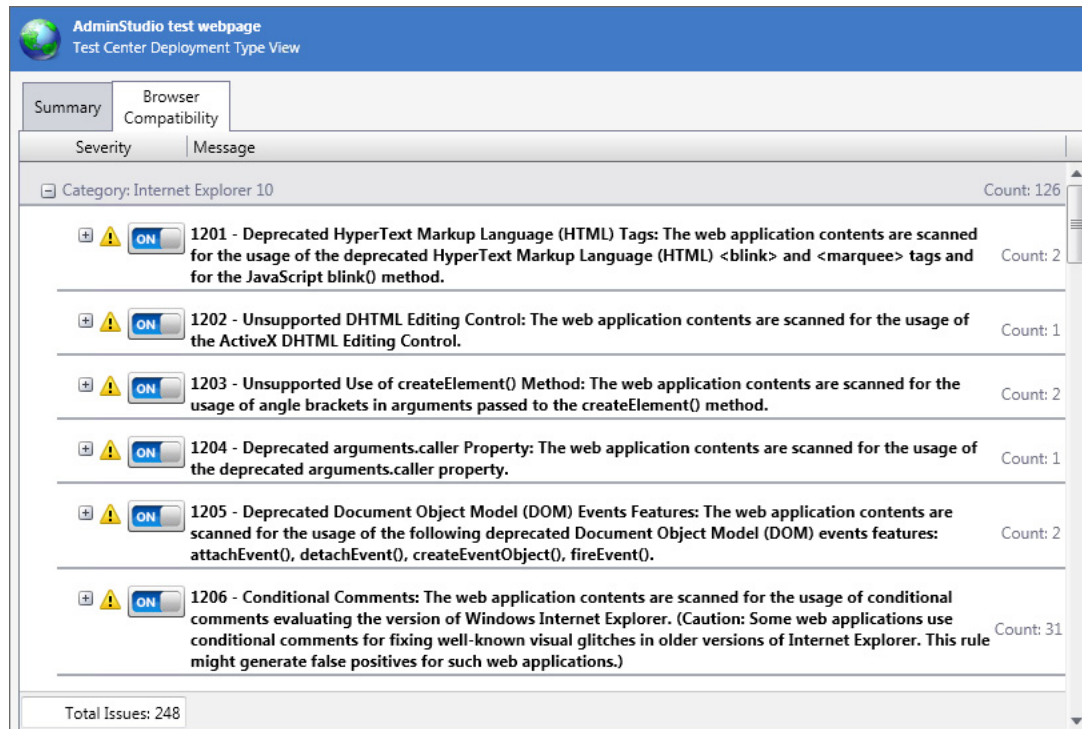 AdminStudio test webpage
Test Center Deployment Type View
Summary
Browser
Compatibility
Severity
Message
Category: Internet Explorer 10
Count: 126
ON
1201 - Deprecated HyperText Markup Language (HTML) Tags: The web application contents are scanned
for the usage of the deprecated HyperText Markup Language (HTML) <blink> and <marquee> tags and
for the JavaScript blink() method.
Count: 2
ON
1202 - Unsupported DHTML Editing Control: The web application contents are scanned for the usage of
the ActiveX DHTML Editing Control.
Count: 1
ON
1203 - Unsupported Use of createElement() Method: The web application contents are scanned for the
usage of angle brackets in arguments passed to the createElement() method.
Count: 2
ON
1204 - Deprecated arguments.caller Property: The web application contents are scanned for the usage of
the deprecated arguments.caller property.
Count: 1
ON
1205 - Deprecated Document Object Model (DOM) Events Features: The web application contents are
scanned for the usage of the following deprecated Document Object Model (DOM) events features:
attachEvent(), detachEvent(), createEventObject(), fireEvent().
Count: 2
ON
1206 - Conditional Comments: The web application contents are scanned for the usage of conditional
comments evaluating the version of Windows Internet Explorer. (Caution: Some web applications use
conditional comments for fixing well-known visual glitches in older versions of Internet Explorer. This rule
might generate false positives for such web applications.)
Count: 31
Total Issues: 248